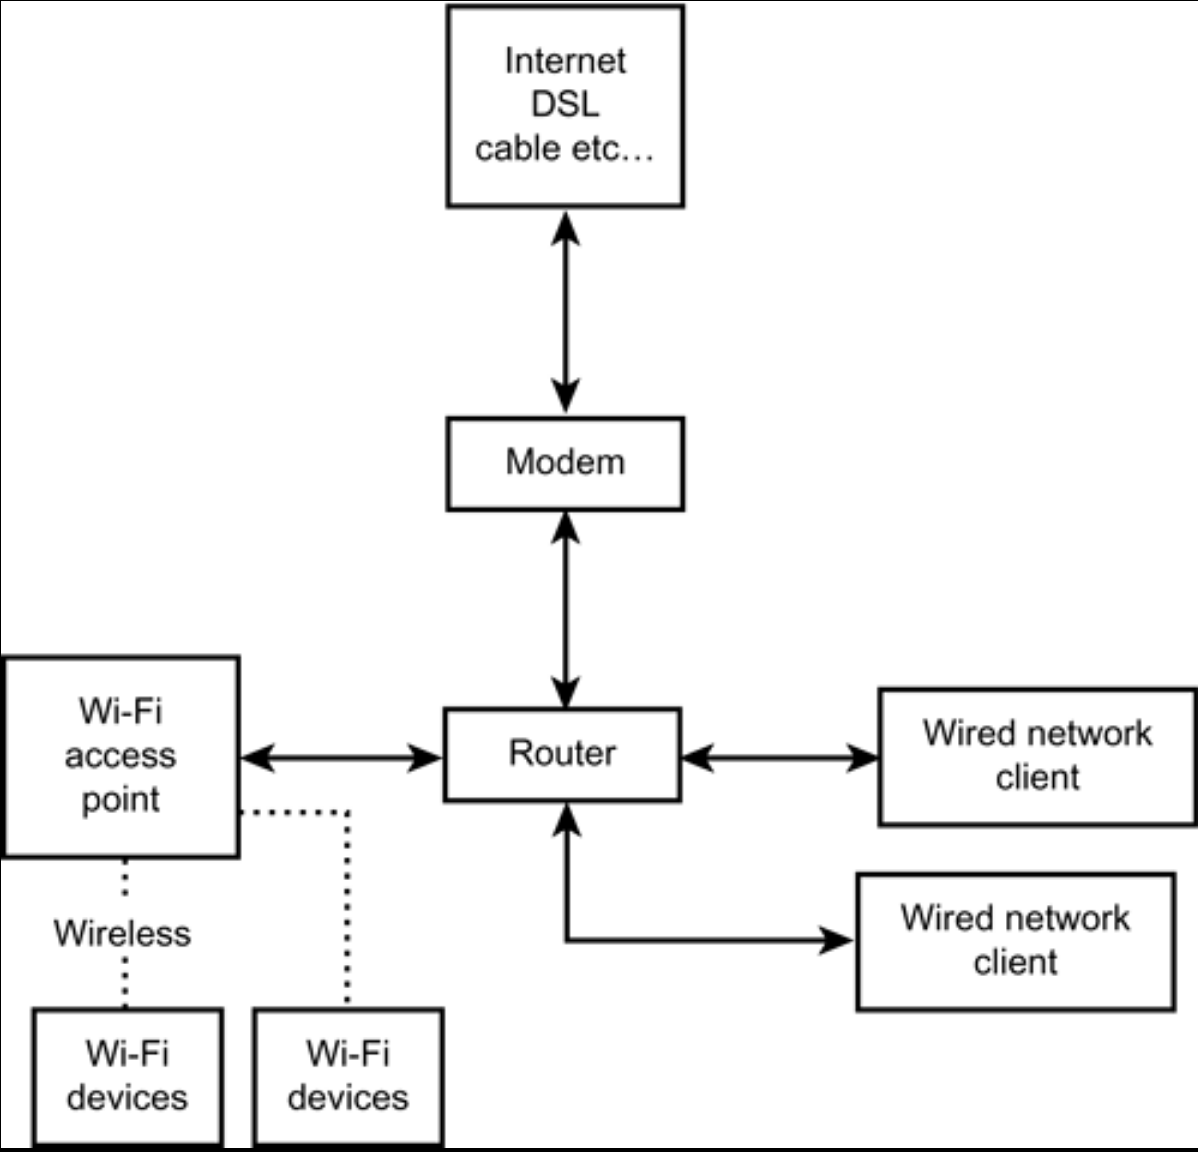 Internet
DSL
cable etc...
Modem
Wi-Fi
access
point
Router
Wired network
client
Wired network
client
Wireless
Wi-Fi
devices
Wi-Fi
devices